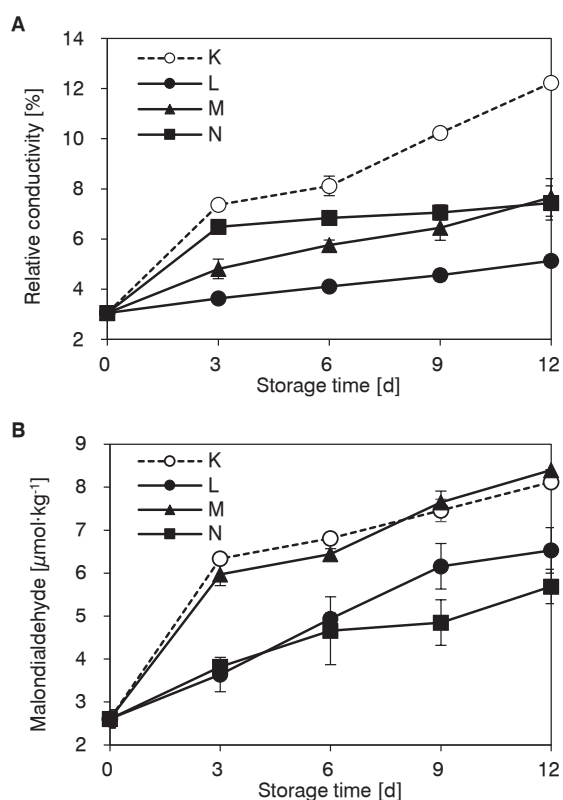 A
14
12
10
8
6
4
2
Relative conductivity [%]
K
L
M
N
0 3 6 9 12
Storage time [d]
B
9
8
7
6
5
4
3
2
Malondialdehyde [µmol·kg⁻¹]
K
L
M
N
0 3 6 9 12
Storage time [d]